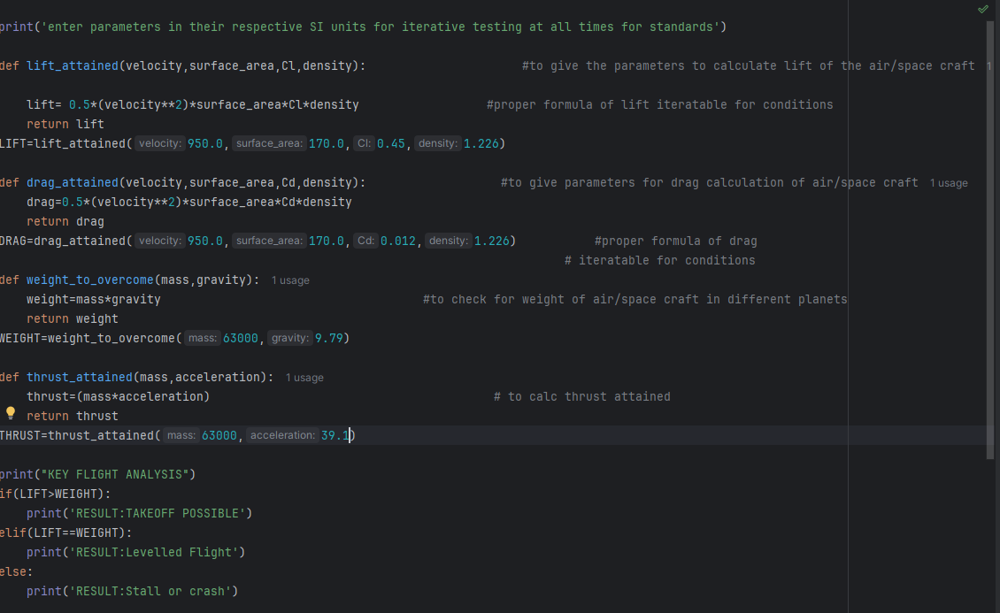 print('enter parameters in their respective SI units for iterative testing at all times for standards')
def lift_attained(velocity,surface_area,Cl,density): #to give the parameters to calculate lift of the air/space craft 1
lift= 0.5*(velocity**2)*surface_area*Cl*density #proper formula of lift iteratable for conditions
return lift
LIFT=lift_attained( velocity: 950.0, surface_area: 170.0, Cl: 0.45, density: 1.226)
def drag_attained(velocity,surface_area,Cd,density): #to give parameters for drag calculation of air/space craft 1 usage
drag=0.5*(velocity**2)*surface_area*Cd*density
return drag
DRAG=drag_attained( velocity: 950.0, surface_area: 170.0, Cd: 0.012, density: 1.226) #proper formula of drag
# iteratable for conditions
def weight_to_overcome(mass,gravity): 1 usage
weight=mass*gravity #to check for weight of air/space craft in different planets
return weight
WEIGHT=weight_to_overcome( mass: 63000, gravity: 9.79)
def thrust_attained(mass,acceleration): 1 usage
thrust=(mass*acceleration) # to calc thrust attained
return thrust
THRUST=thrust_attained( mass: 63000, acceleration: 39.1)
print("KEY FLIGHT ANALYSIS")
if(LIFT>WEIGHT):
print('RESULT:TAKEOFF POSSIBLE')
elif(LIFT==WEIGHT):
print('RESULT:Levelled Flight')
else:
print('RESULT:Stall or crash')